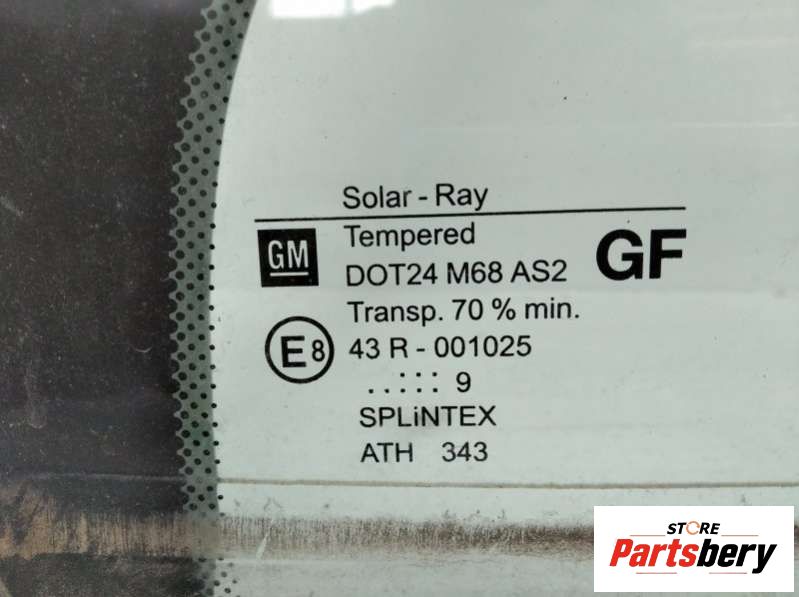 Solar - Ray
GM
Tempered
DOT24 M68 AS2
GF
Transp. 70 % min.
E8
43 R - 001025
..:::: 9
SPLiNTEX
ATH 343
STORE
Partsbery